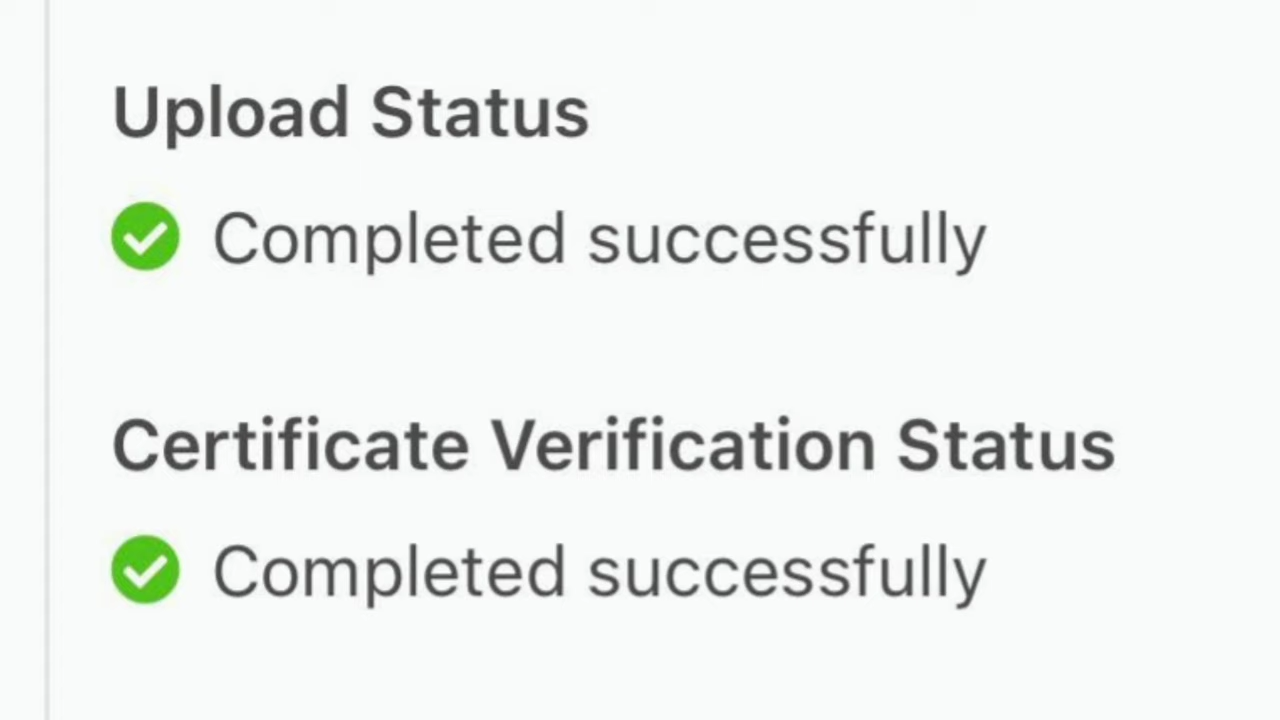 Upload Status
Completed successfully
Certificate Verification Status
Completed successfully